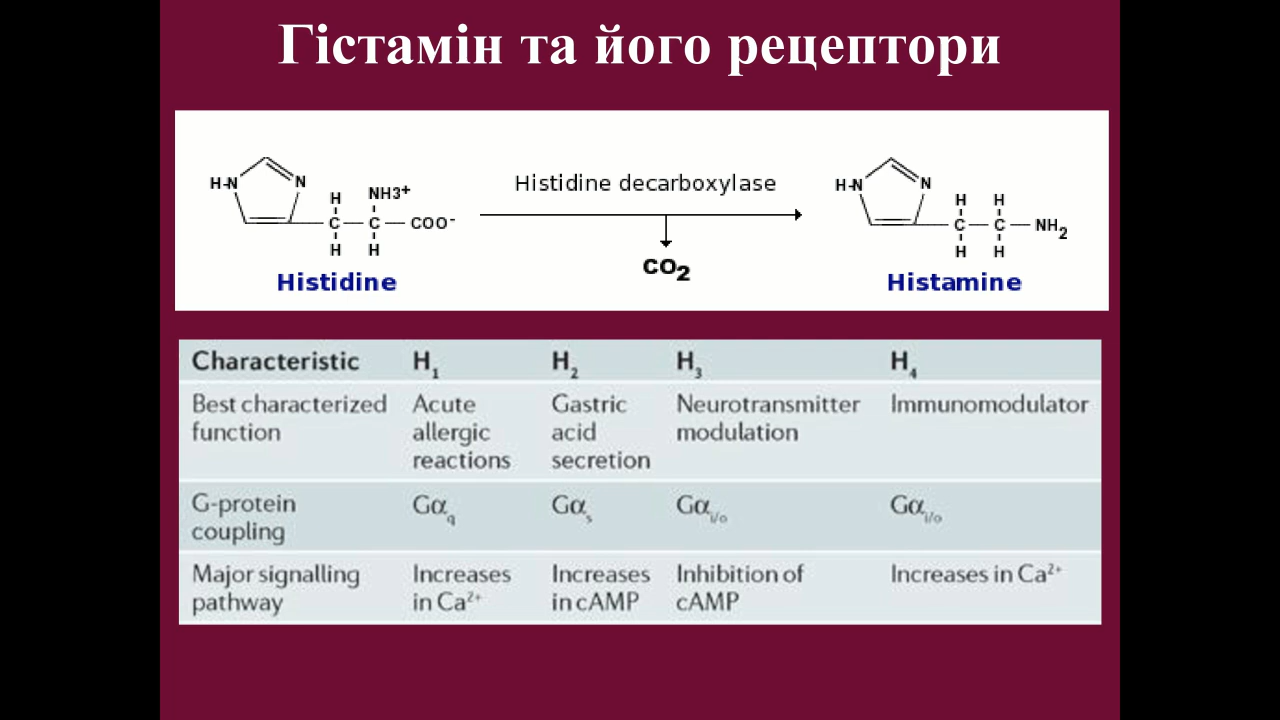 Гістамін та його рецептори
H-N N H NH3+ C C COO- H H
Histidine
Histidine decarboxylase
CO2
H-N N H H C C NH2 H H
Histamine
Characteristic H1 H2 H3 H4
Best characterized Acute Gastric Neurotransmitter Immunomodulator
function allergic acid modulation
reactions secretion
G-protein Gαq Gαs Gαi/o Gαi/o
coupling
Major signalling Increases Increases Inhibition of Increases in Ca2+
pathway in Ca2+ in cAMP cAMP